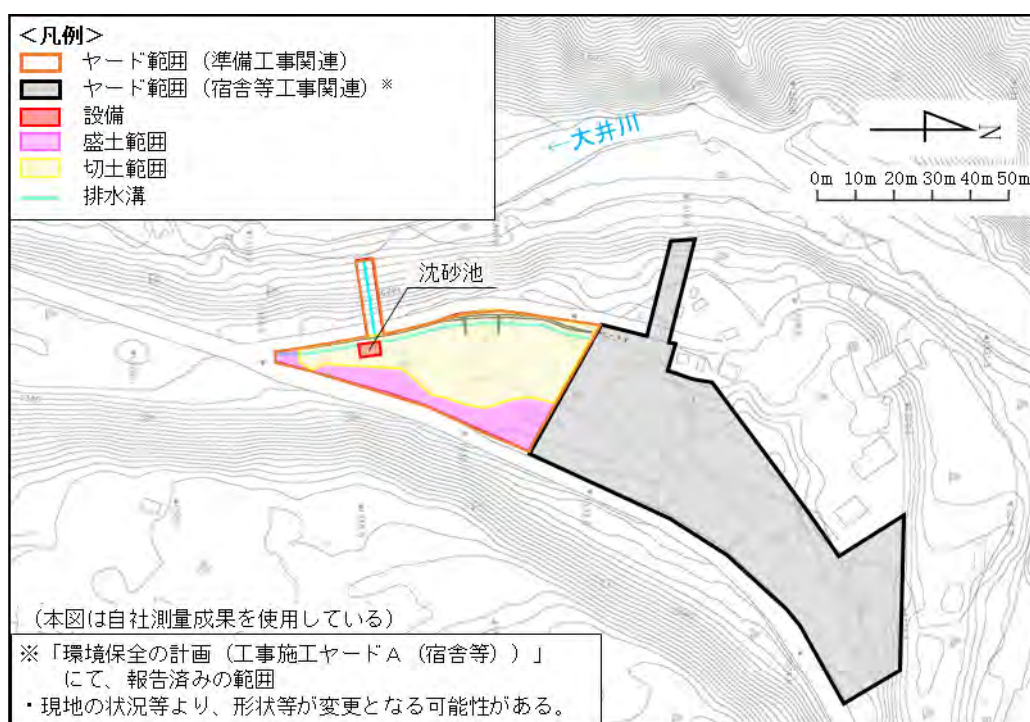 <凡例>
ヤード範囲（準備工事関連）
ヤード範囲（宿舎等工事関連）※
設備
盛土範囲
切土範囲
排水溝
←大井川
N
0m 10m 20m 30m 40m 50m
沈砂池
（本図は自社測量成果を使用している）
※「環境保全の計画（工事施工ヤードA（宿舎等））」
にて、報告済みの範囲
・現地の状況等より、形状等が変更となる可能性がある。